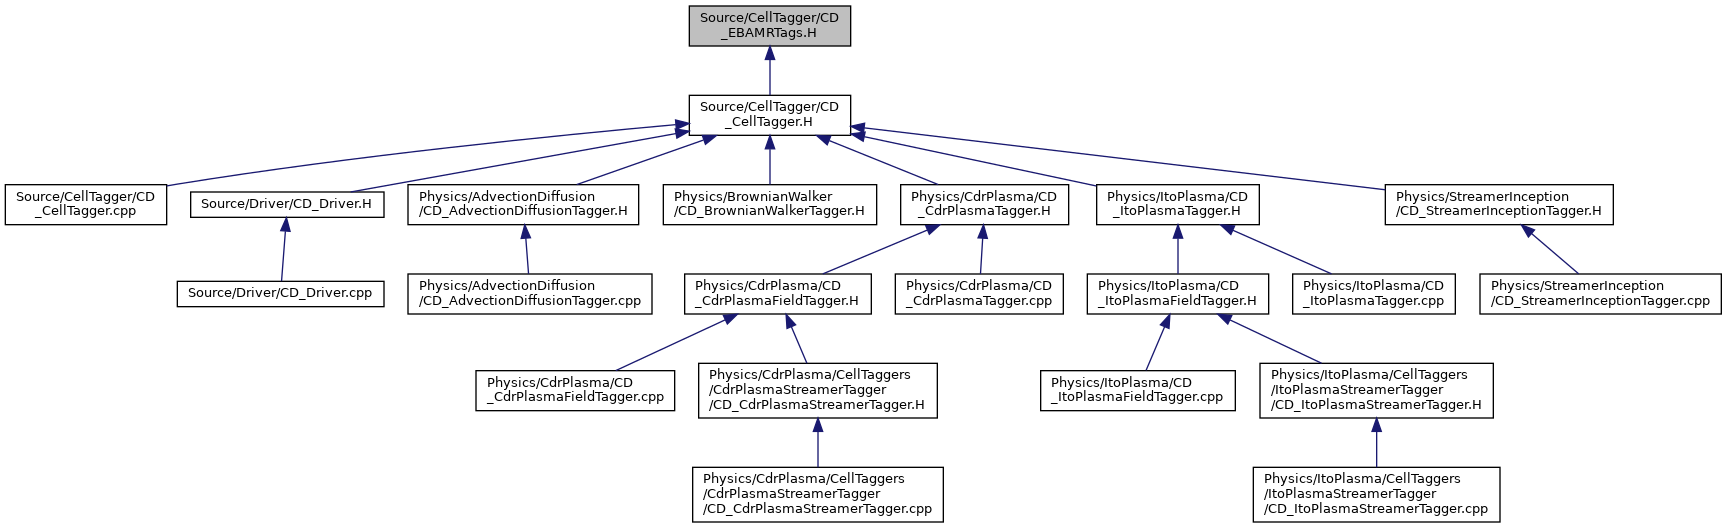 Source/CellTagger/CD
_EBAMRTags.H
Source/CellTagger/CD
_CellTagger.H
Source/CellTagger/CD
_CellTagger.cpp
Source/Driver/CD_Driver.H
Physics/AdvectionDiffusion
/CD_AdvectionDiffusionTagger.H
Physics/BrownianWalker
/CD_BrownianWalkerTagger.H
Physics/CdrPlasma/CD
_CdrPlasmaTagger.H
Physics/ItoPlasma/CD
_ItoPlasmaTagger.H
Physics/StreamerInception
/CD_StreamerInceptionTagger.H
Source/Driver/CD_Driver.cpp
Physics/AdvectionDiffusion
/CD_AdvectionDiffusionTagger.cpp
Physics/CdrPlasma/CD
_CdrPlasmaFieldTagger.H
Physics/CdrPlasma/CD
_CdrPlasmaTagger.cpp
Physics/ItoPlasma/CD
_ItoPlasmaFieldTagger.H
Physics/ItoPlasma/CD
_ItoPlasmaTagger.cpp
Physics/StreamerInception
/CD_StreamerInceptionTagger.cpp
Physics/CdrPlasma/CD
_CdrPlasmaFieldTagger.cpp
Physics/CdrPlasma/CellTaggers
/CdrPlasmaStreamerTagger
/CD_CdrPlasmaStreamerTagger.H
Physics/ItoPlasma/CD
_ItoPlasmaFieldTagger.cpp
Physics/ItoPlasma/CellTaggers
/ItoPlasmaStreamerTagger
/CD_ItoPlasmaStreamerTagger.H
Physics/CdrPlasma/CellTaggers
/CdrPlasmaStreamerTagger
/CD_CdrPlasmaStreamerTagger.cpp
Physics/ItoPlasma/CellTaggers
/ItoPlasmaStreamerTagger
/CD_ItoPlasmaStreamerTagger.cpp